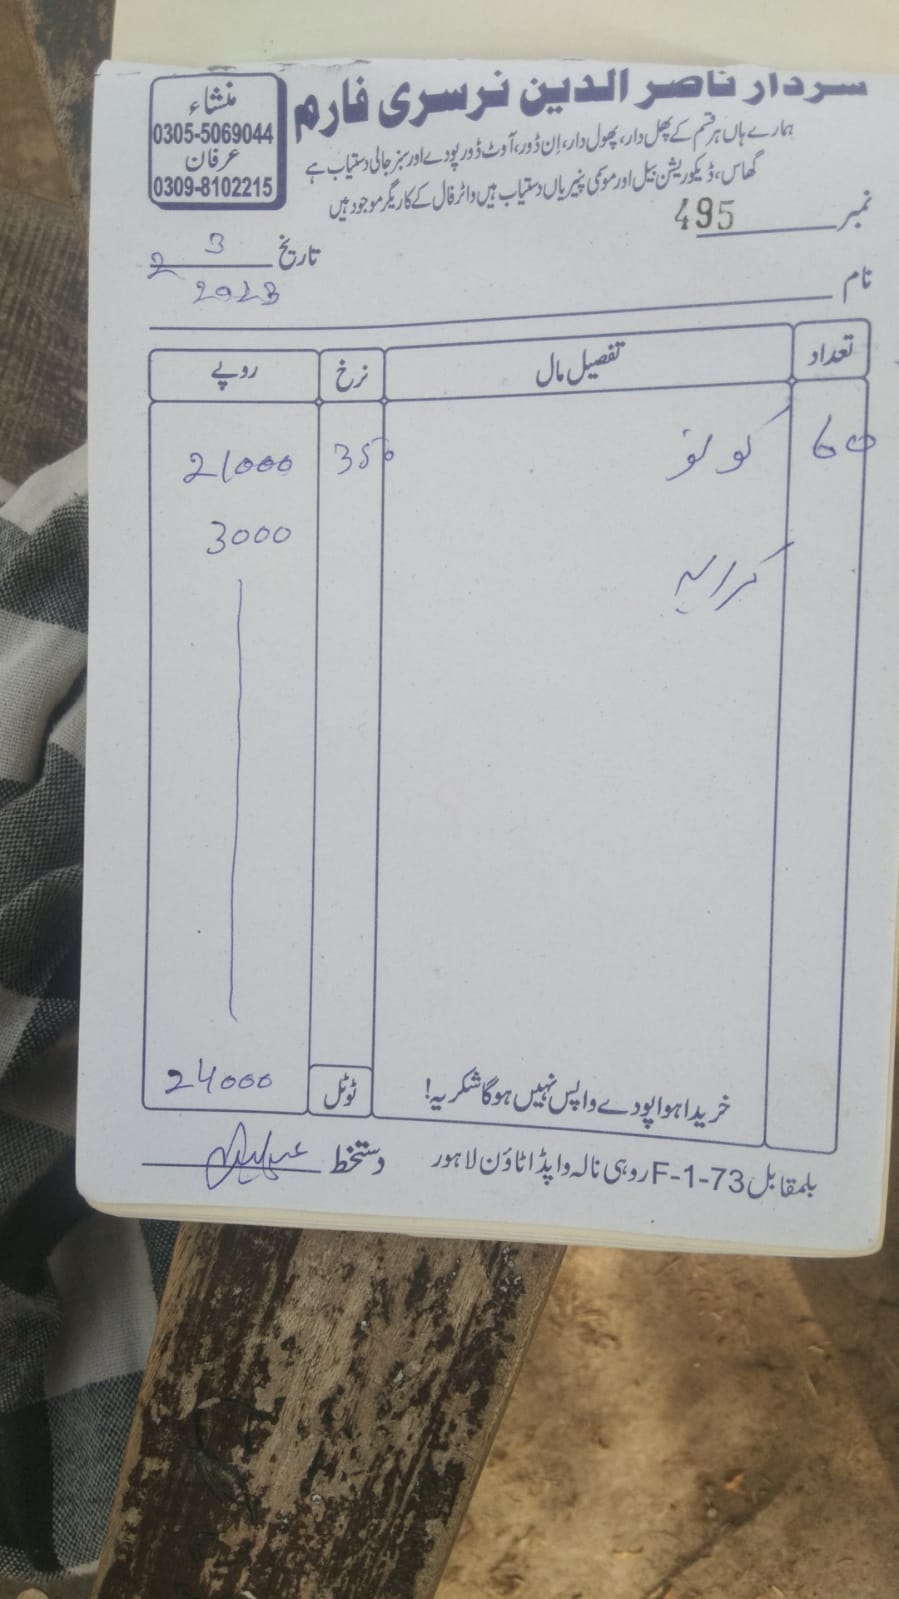 سردار ناصر الدین نرسری فارم
منشاء
0305-5069044
عرفان
0309-8102215
ہمارے ہاں ہر قسم کے پھل دار، پھول دار، اِن ڈور، آوٹ ڈور پودے اور سبز جالی دستیاب ہے
گھاس، ڈیکوریشن بیل اور موسمی پنیریاں دستیاب ہیں واٹر فال کے کاریگر موجود ہیں
نمبر 495
تاریخ 2 3 2023
نام
تعداد تفصیل مال نرخ روپے
60 کونو 350 21000
کرایہ 3000
خریدا ہوا پودے واپس نہیں ہوگا شکریہ! ٹوٹل 24000
بلمقابل F-1-73 روہی نالہ واپڈا ٹاؤن لاہور دستخط